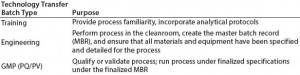 Technology Transfer
Batch Type Purpose
Training Provide process familiarity, incorporate analytical protocols
Engineering Perform process in the cleanroom, create the master batch record
(MBR), and ensure that all materials and equipment have been specified
and detailed for the process
GMP (PQ/PV) Qualify or validate process; run process under finalized specifications
under the finalized MBR